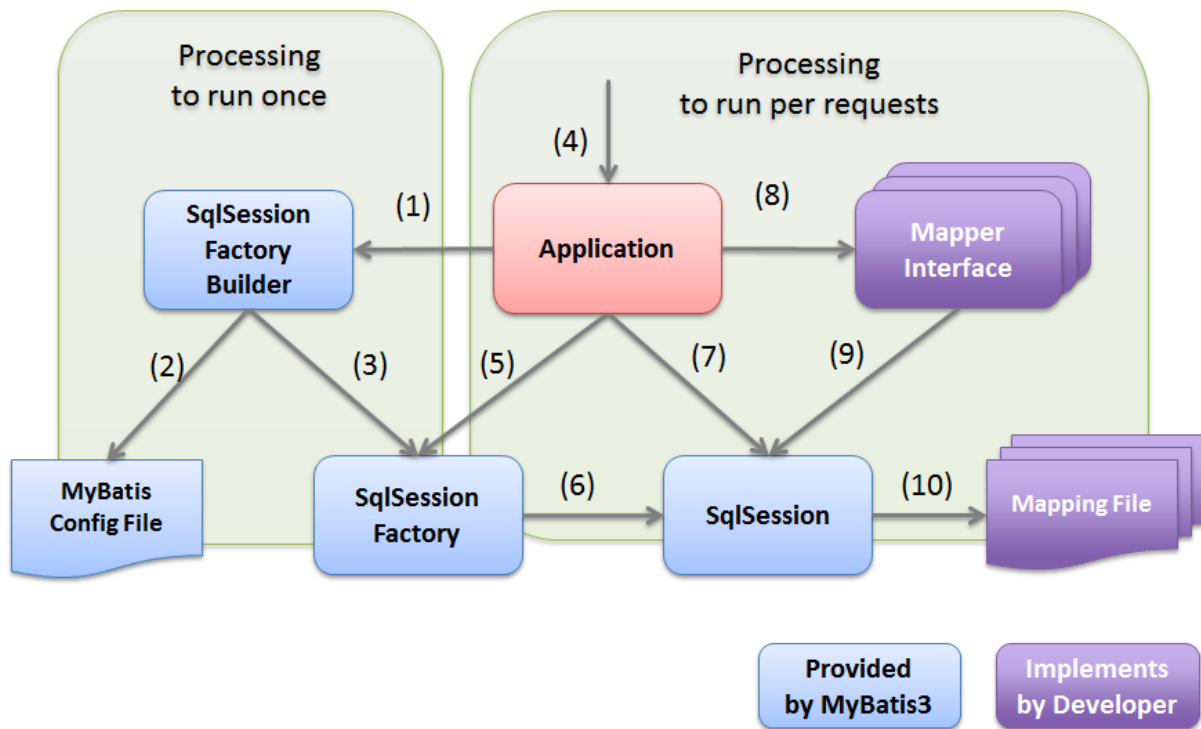 Processing
to run once
Processing
to run per requests
(4)
(1)
(8)
SqlSession
Factory
Builder
Application
Mapper
Interface
(2)
(3)
(5)
(7)
(9)
MyBatis
Config File
SqlSession
Factory
(6)
SqlSession
(10)
Mapping File
Provided
by MyBatis3
Implements
by Developer